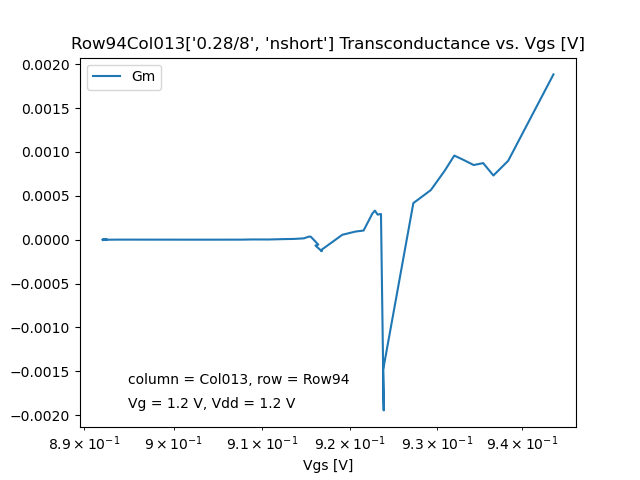 Row94Col013['0.28/8', 'nshort'] Transconductance vs. Vgs [V]
Gm
0.0020
0.0015
0.0010
0.0005
0.0000
−0.0005
−0.0010
−0.0015
−0.0020
column = Col013, row = Row94
Vg = 1.2 V, Vdd = 1.2 V
8.9 × 10⁻¹ 9 × 10⁻¹ 9.1 × 10⁻¹ 9.2 × 10⁻¹ 9.3 × 10⁻¹ 9.4 × 10⁻¹
Vgs [V]